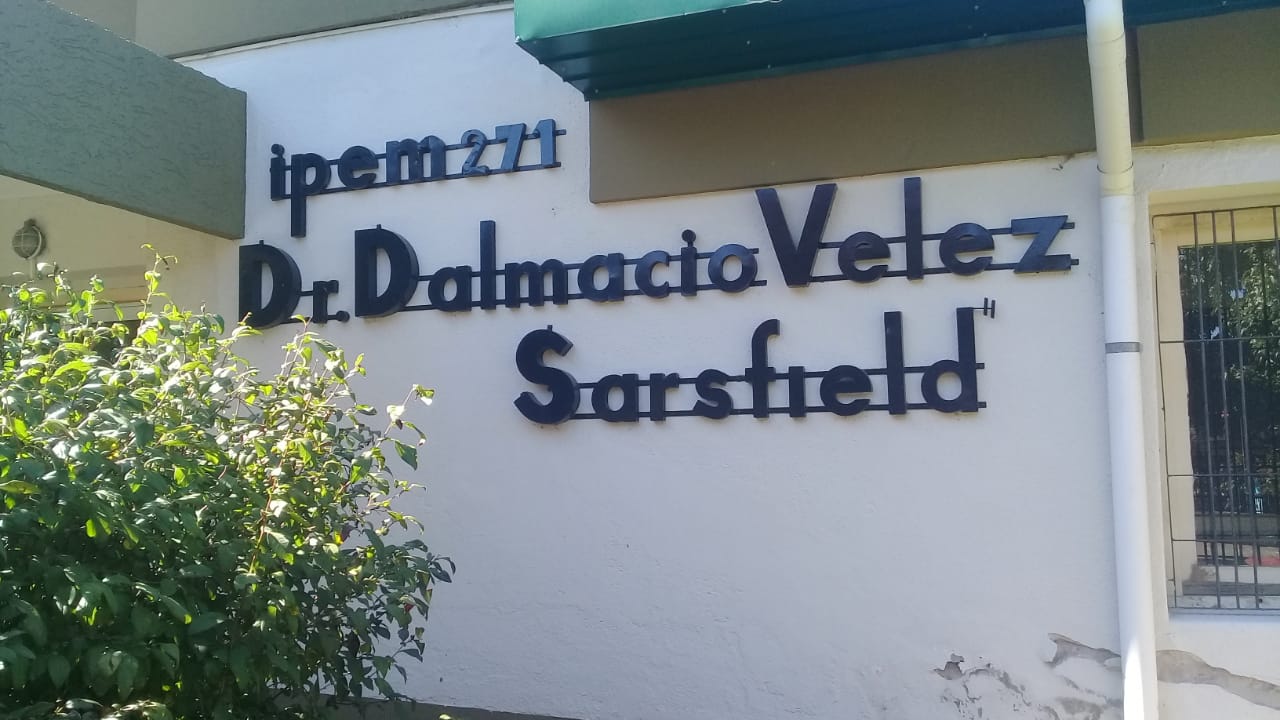 ipem 271
Dr. Dalmacio Velez
Sarsfield"